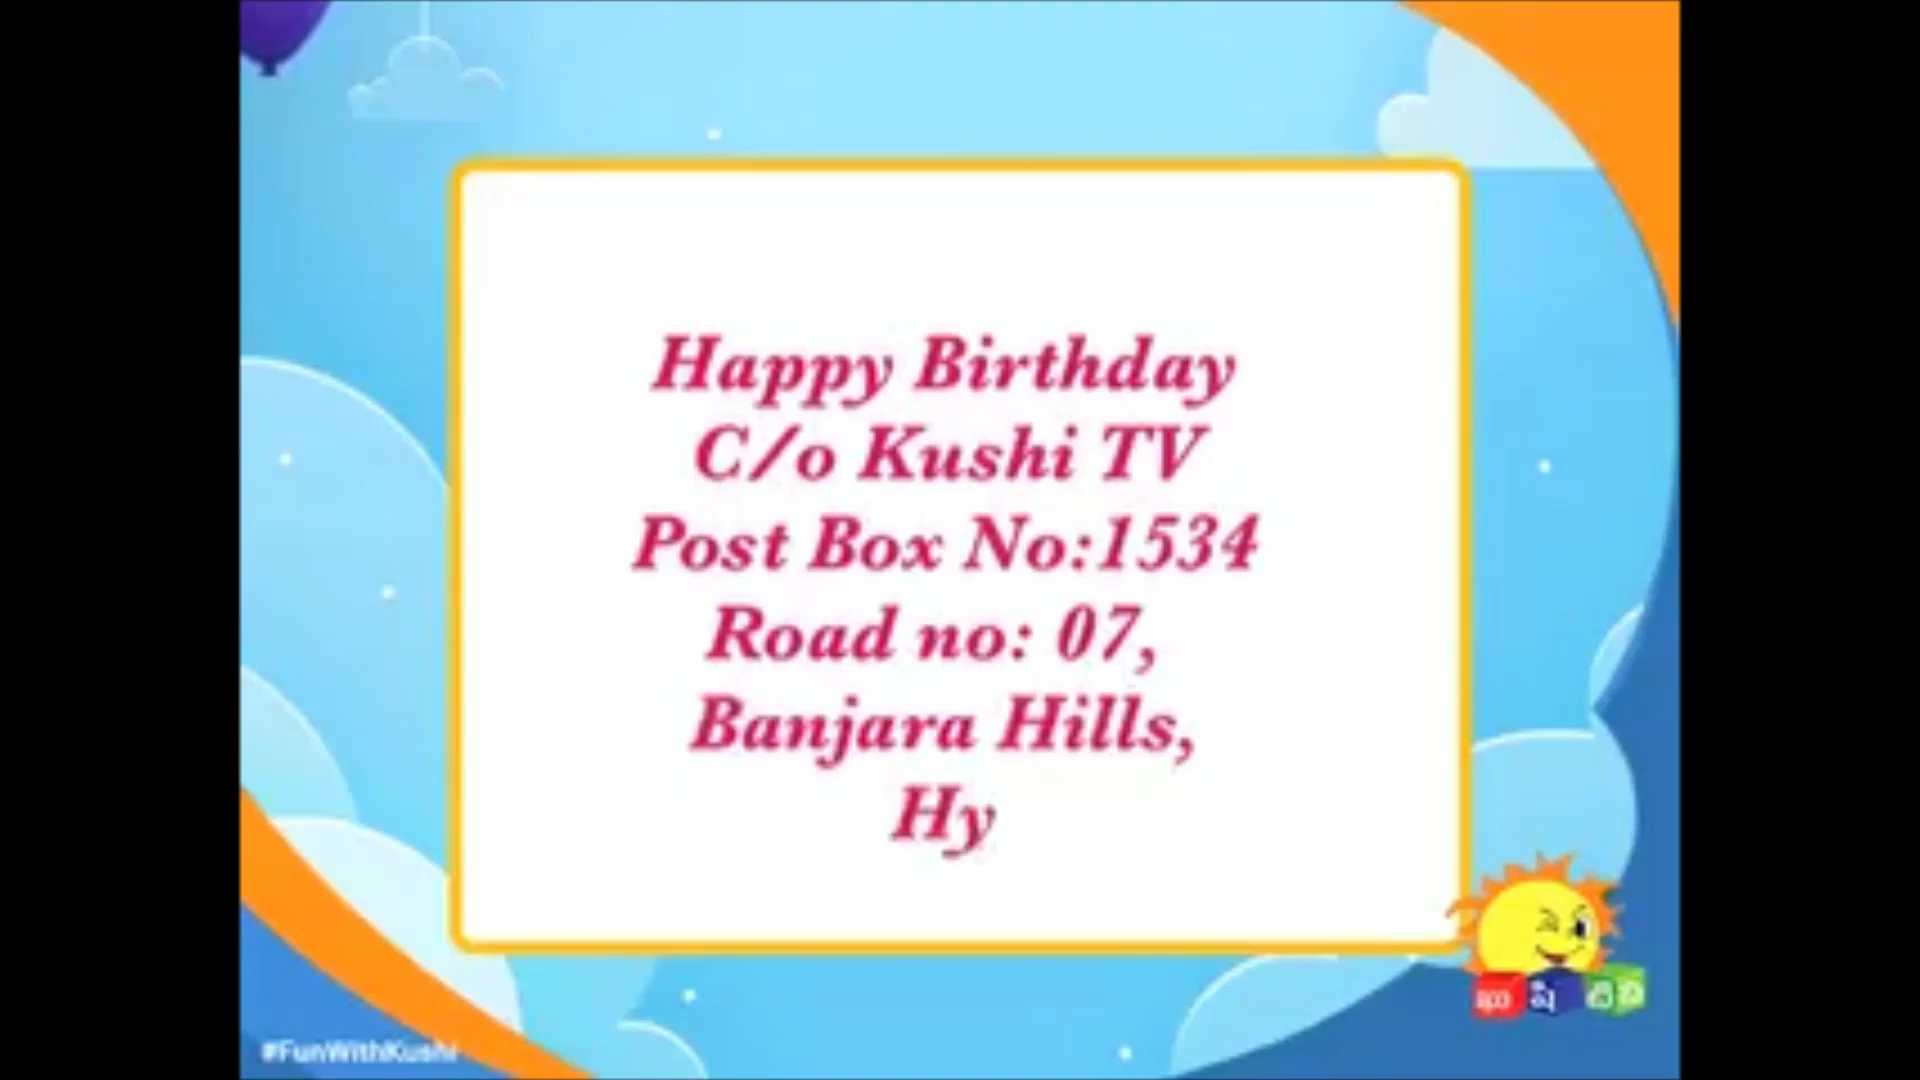 Happy Birthday
C/o Kushi TV
Post Box No:1534
Road no: 07,
Banjara Hills,
Hy
#FunWithKushi